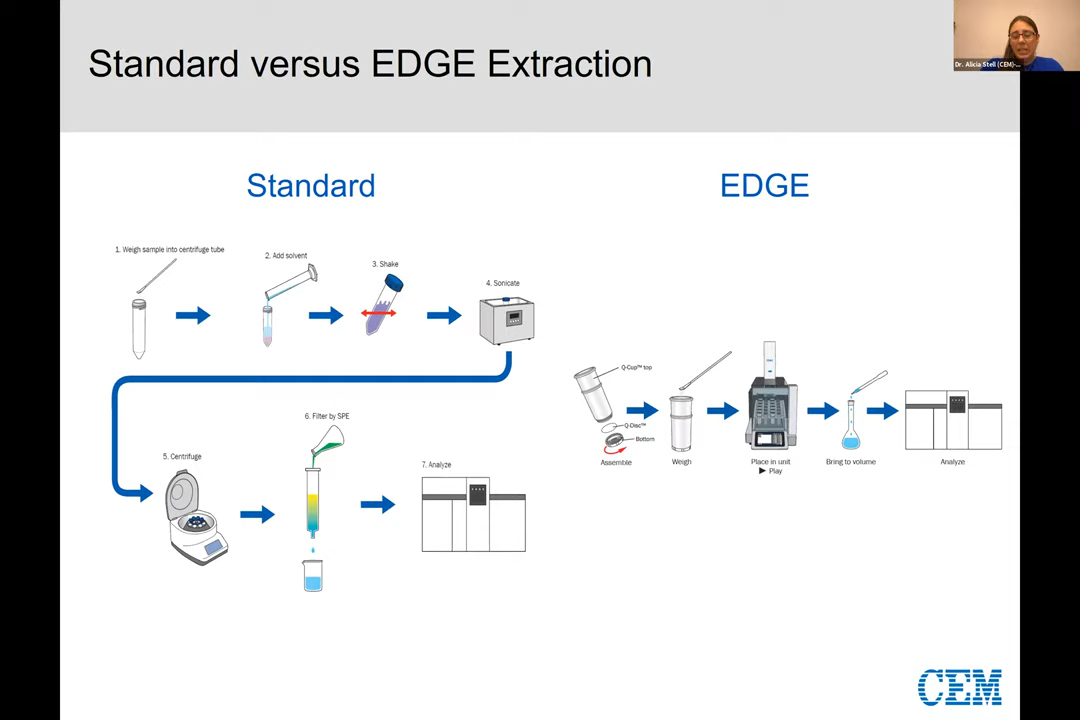 Standard versus EDGE Extraction
Dr. Alicia Stell (CEM)-...
Standard
EDGE
1. Weigh sample into centrifuge tube
2. Add solvent
3. Shake
4. Sonicate
5. Centrifuge
6. Filter by SPE
7. Analyze
Q-Cup™ top
Q-Disc™
Bottom
Assemble
Weigh
Place in unit
▶ Play
Bring to volume
Analyze
CEM